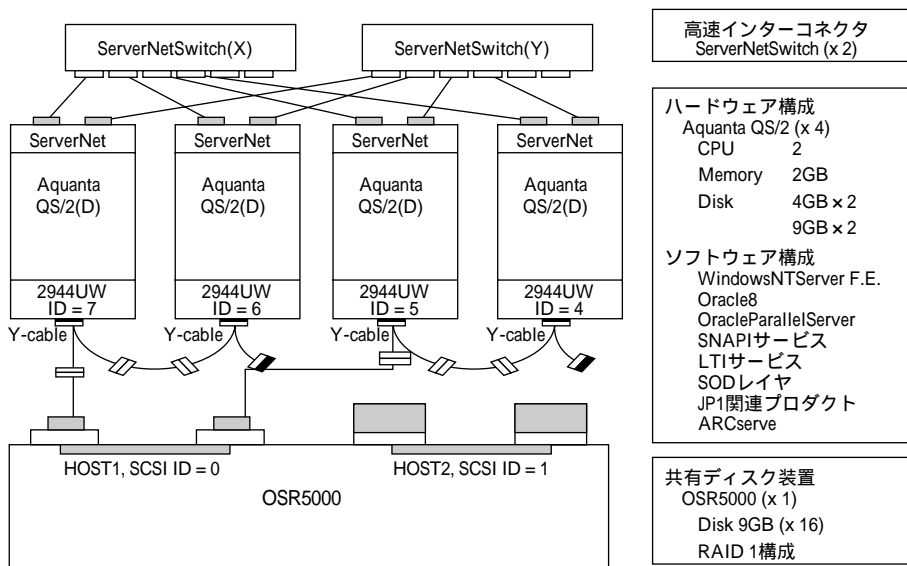 ServerNetSwitch(X)
ServerNetSwitch(Y)
ServerNet
ServerNet
ServerNet
ServerNet
Aquanta
QS/2(D)
Aquanta
QS/2(D)
Aquanta
QS/2(D)
Aquanta
QS/2(D)
2944UW
ID = 7
2944UW
ID = 6
2944UW
ID = 5
2944UW
ID = 4
Y-cable
Y-cable
Y-cable
Y-cable
HOST1, SCSI ID = 0
HOST2, SCSI ID = 1
OSR5000
高速インターコネクタ
ServerNetSwitch (x 2)
ハードウェア構成
Aquanta QS/2 (x 4)
CPU 2
Memory 2GB
Disk 4GB × 2
9GB × 2
ソフトウェア構成
WindowsNTServer F.E.
Oracle8
OracleParallelServer
SNAPIサービス
LTIサービス
SODレイヤ
JP1関連プロダクト
ARCserve
共有ディスク装置
OSR5000 (x 1)
Disk 9GB (x 16)
RAID 1構成